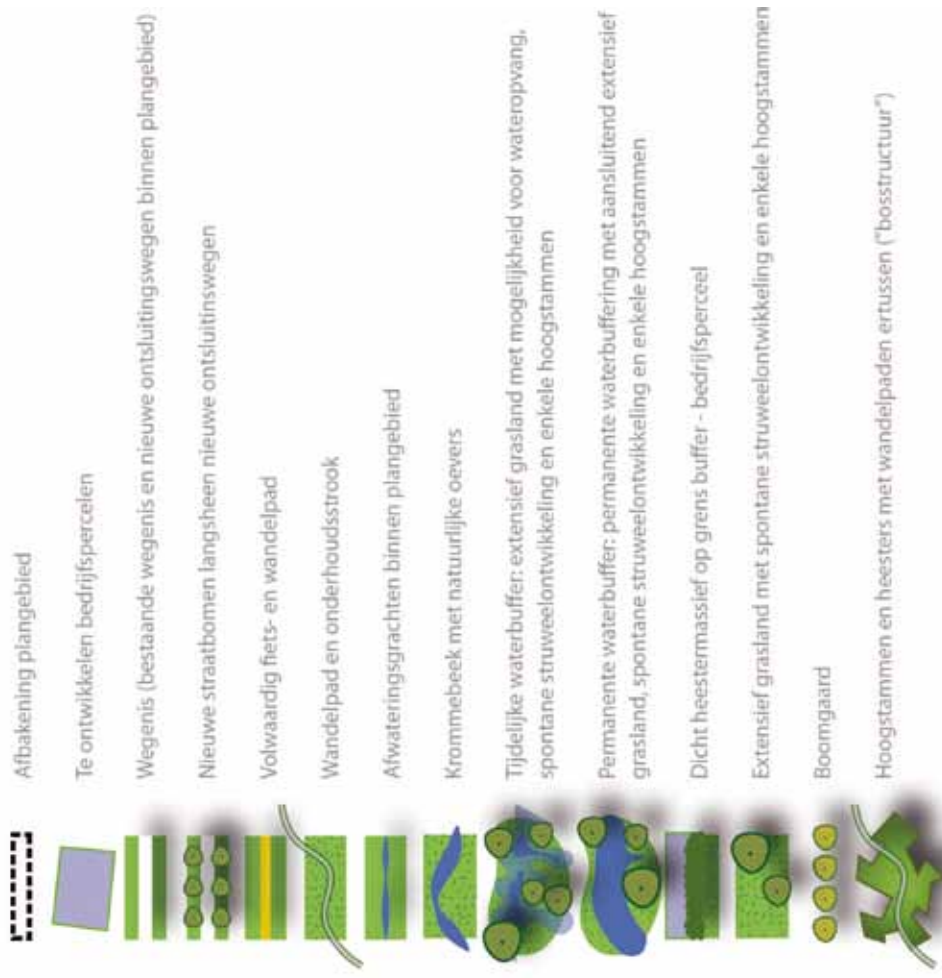 Afbakening plangebied
Te ontwikkelen bedrijfspercelen
Wegenis (bestaande wegenis en nieuwe ontsluitingswegen binnen plangebied)
Nieuwe straatbomen langsheen nieuwe ontsluitinswegen
Volwaardig fiets- en wandelpad
Wandelpad en onderhoudsstrook
Afwateringsgrachten binnen plangebied
Krommebeek met natuurlijke oevers
Tijdelijke waterbuffer: extensief grasland met mogelijkheid voor wateropvang,
spontane struweelontwikkeling en enkele hoogstammen
Permanente waterbuffer: permanente waterbuffering met aansluitend extensief
grasland, spontane struweelontwikkeling en enkele hoogstammen
Dicht heestermassief op grens buffer - bedrijfsperceel
Extensief grasland met spontane struweelontwikkeling en enkele hoogstammen
Boomgaard
Hoogstammen en heesters met wandelpaden ertussen ("bosstructuur")